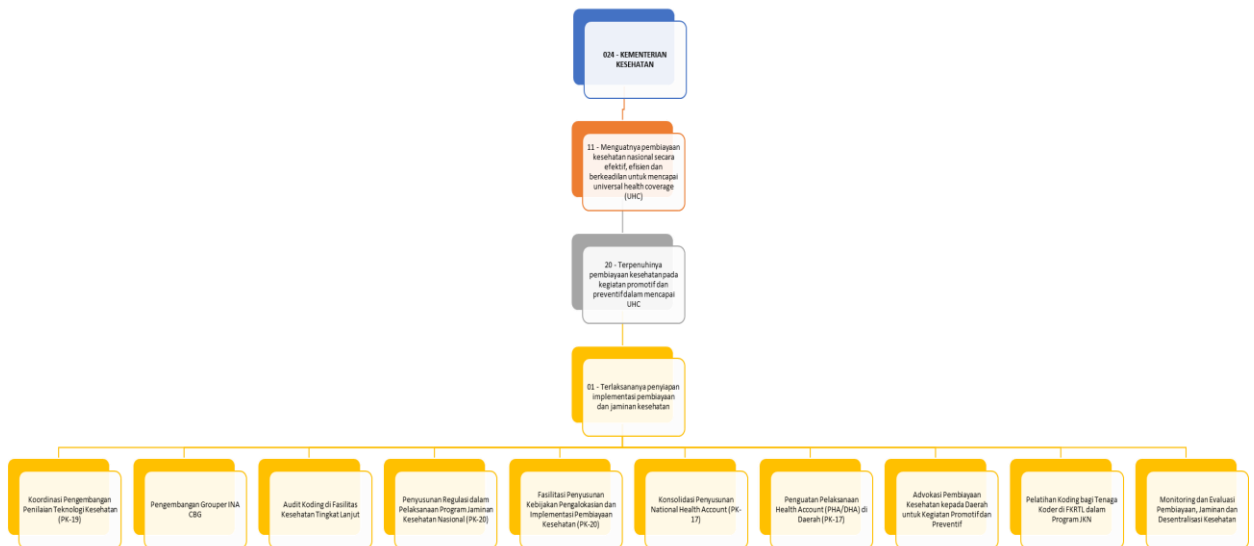 024 - KEMENTERIAN
KESEHATAN
11 - Menguatnya pembiayaan
kesehatan nasional secara
efektif, efisien dan
berkeadilan untuk mencapai
universal health coverage
(UHC)
20 - Terpenuhinya
pembiayaan kesehatan pada
kegiatan promotif dan
preventif dalam mencapai
UHC
01 - Terlaksananya penyiapan
implementasi pembiayaan
dan jaminan kesehatan
Koordinasi Pengembangan
Penilaian Teknologi Kesehatan
(PK-19)
Pengembangan Grouper INA
CBG
Audit Koding di Fasilitas
Kesehatan Tingkat Lanjut
Penyusunan Regulasi dalam
Pelaksanaan Program Jaminan
Kesehatan Nasional (PK-20)
Fasilitasi Penyusunan
Kebijakan Pengalokasian dan
Implementasi Pembiayaan
Kesehatan (PK-20)
Konsolidasi Penyusunan
National Health Account (PK-
17)
Penguatan Pelaksanaan
Health Account (PHA/DHA) di
Daerah (PK-17)
Advokasi Pembiayaan
Kesehatan kepada Daerah
untuk Kegiatan Promotif dan
Preventif
Pelatihan Koding bagi Tenaga
Koder di FKRTL dalam
Program JKN
Monitoring dan Evaluasi
Pembiayaan, Jaminan dan
Desentralisasi Kesehatan